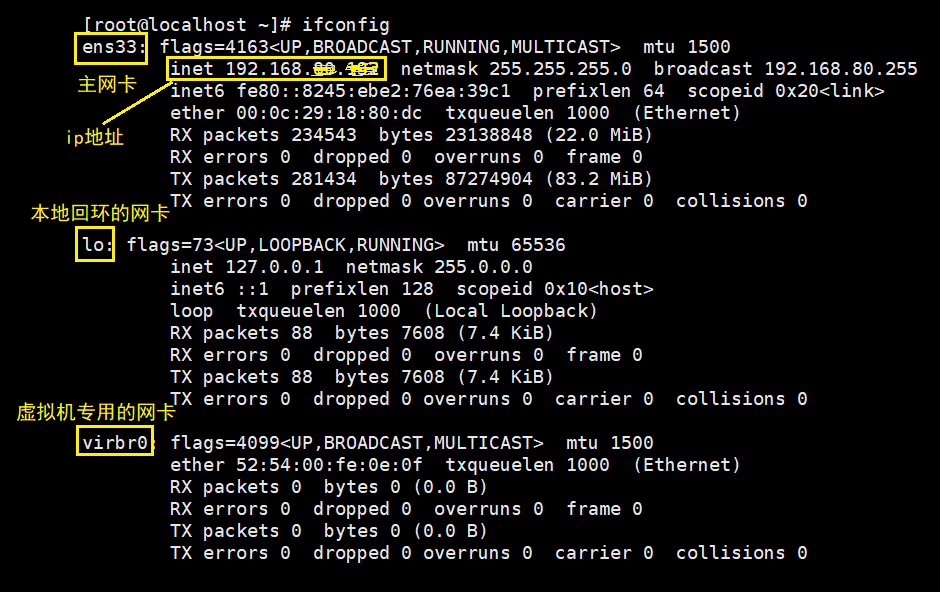 [root@localhost ~]# ifconfig
ens33: flags=4163<UP,BROADCAST,RUNNING,MULTICAST>  mtu 1500
主网卡
inet 192.168. netmask 255.255.255.0  broadcast 192.168.80.255
inet6 fe80::8245:ebe2:76ea:39c1  prefixlen 64  scopeid 0x20<link>
ether 00:0c:29:18:80:dc  txqueuelen 1000  (Ethernet)
ip地址
RX packets 234543  bytes 23138848 (22.0 MiB)
RX errors 0  dropped 0  overruns 0  frame 0
TX packets 281434  bytes 87274904 (83.2 MiB)
TX errors 0  dropped 0 overruns 0  carrier 0  collisions 0
本地回环的网卡
lo: flags=73<UP,LOOPBACK,RUNNING>  mtu 65536
inet 127.0.0.1  netmask 255.0.0.0
inet6 ::1  prefixlen 128  scopeid 0x10<host>
loop  txqueuelen 1000  (Local Loopback)
RX packets 88  bytes 7608 (7.4 KiB)
RX errors 0  dropped 0  overruns 0  frame 0
TX packets 88  bytes 7608 (7.4 KiB)
TX errors 0  dropped 0 overruns 0  carrier 0  collisions 0
虚拟机专用的网卡
virbr0: flags=4099<UP,BROADCAST,MULTICAST>  mtu 1500
ether 52:54:00:fe:0e:0f  txqueuelen 1000  (Ethernet)
RX packets 0  bytes 0 (0.0 B)
RX errors 0  dropped 0  overruns 0  frame 0
TX packets 0  bytes 0 (0.0 B)
TX errors 0  dropped 0 overruns 0  carrier 0  collisions 0